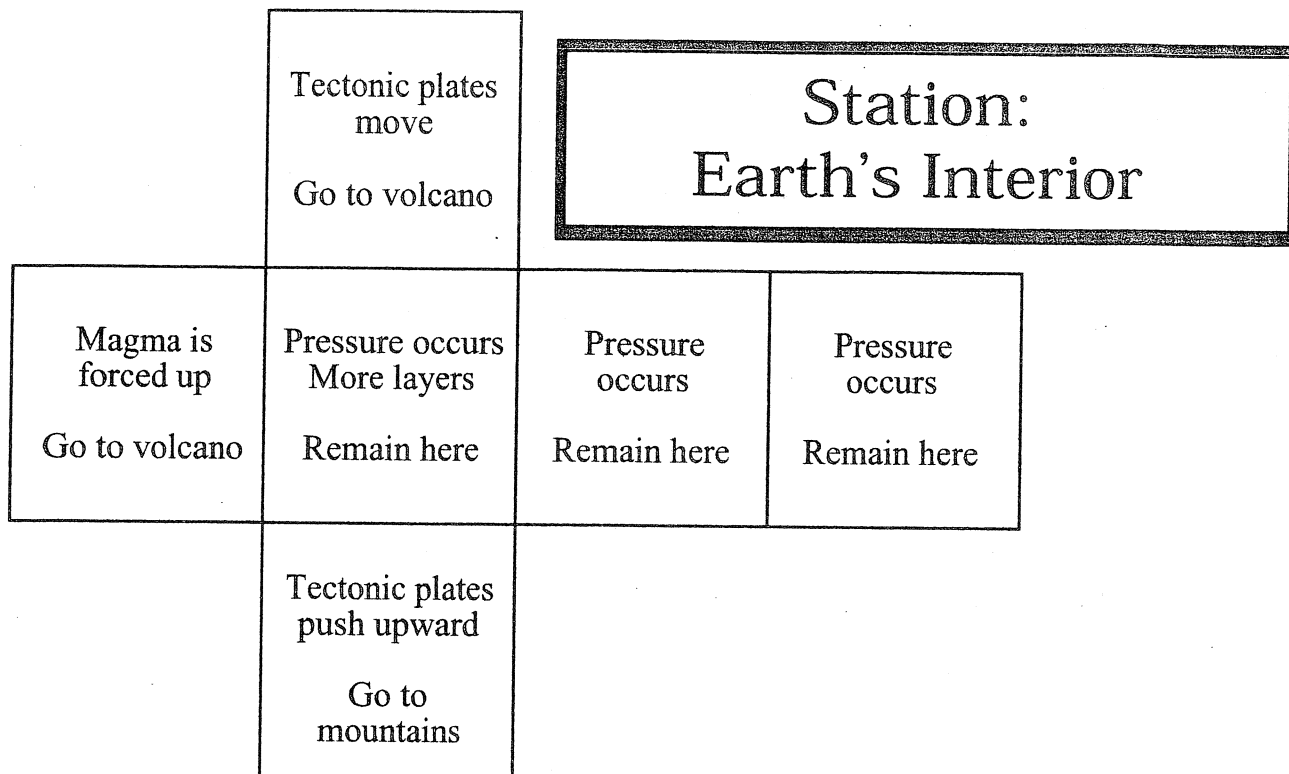 Tectonic plates
move
Go to volcano
Station:
Earth's Interior
Magma is
forced up
Go to volcano
Pressure occurs
More layers
Remain here
Pressure
occurs
Remain here
Pressure
occurs
Remain here
Tectonic plates
push upward
Go to
mountains